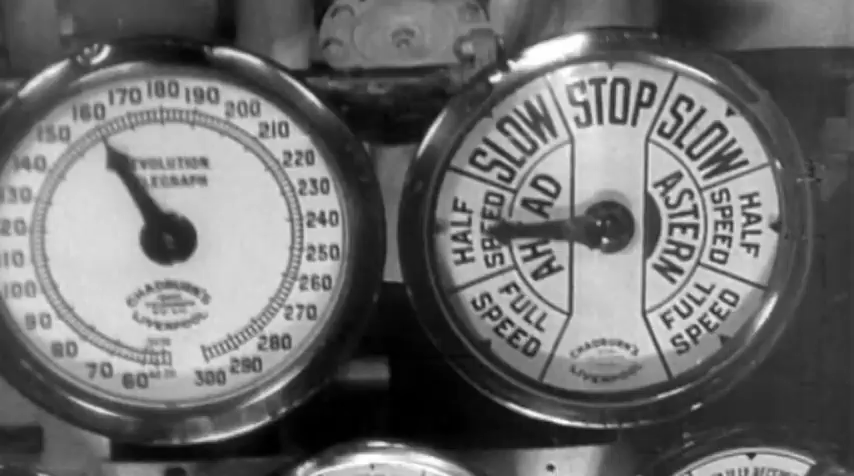 170 180 190
160 200
150 210
140 220
130 230
240
250
100 260
90 270
80 280
70 290
60 300
REVOLUTION
TELEGRAPH
CHADBURN'S
LIVERPOOL
STOP
SLOW
SLOW
HALF
SPEED
AHEAD
ASTERN
SPEED
HALF
FULL
SPEED
FULL
SPEED
CHADBURN'S
LIVERPOOL